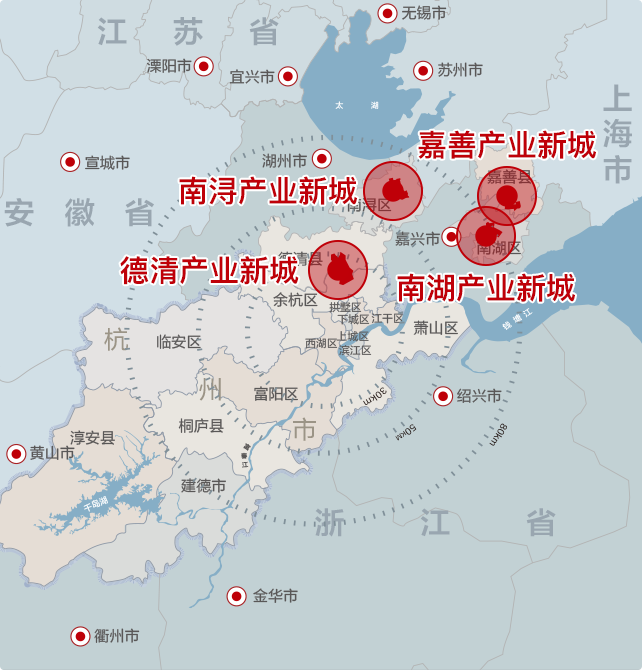 无锡市
江苏省
溧阳市
宜兴市
苏州市
太湖
上海市
嘉善产业新城
宣城市
湖州市
嘉善县
南浔产业新城
南浔区
安徽省
嘉兴市
南湖区
德清县
德清产业新城
南湖产业新城
余杭区
拱墅区
下城区
江干区
钱塘江
萧山区
杭州市
临安区
上城区
西湖区
滨江区
富阳区
30km
绍兴市
桐庐县
50km
80km
淳安县
黄山市
建德市
千岛湖
浙江省
金华市
衢州市